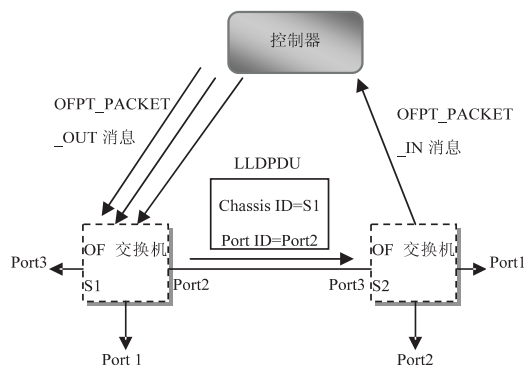 控制器
OFPT_PACKET
_OUT 消息
OFPT_PACKET
_IN 消息
LLDPDU
Chassis ID=S1
Port ID=Port2
OF 交换机
S1
Port3
Port2
Port 1
OF 交换机
S2
Port3
Port1
Port2